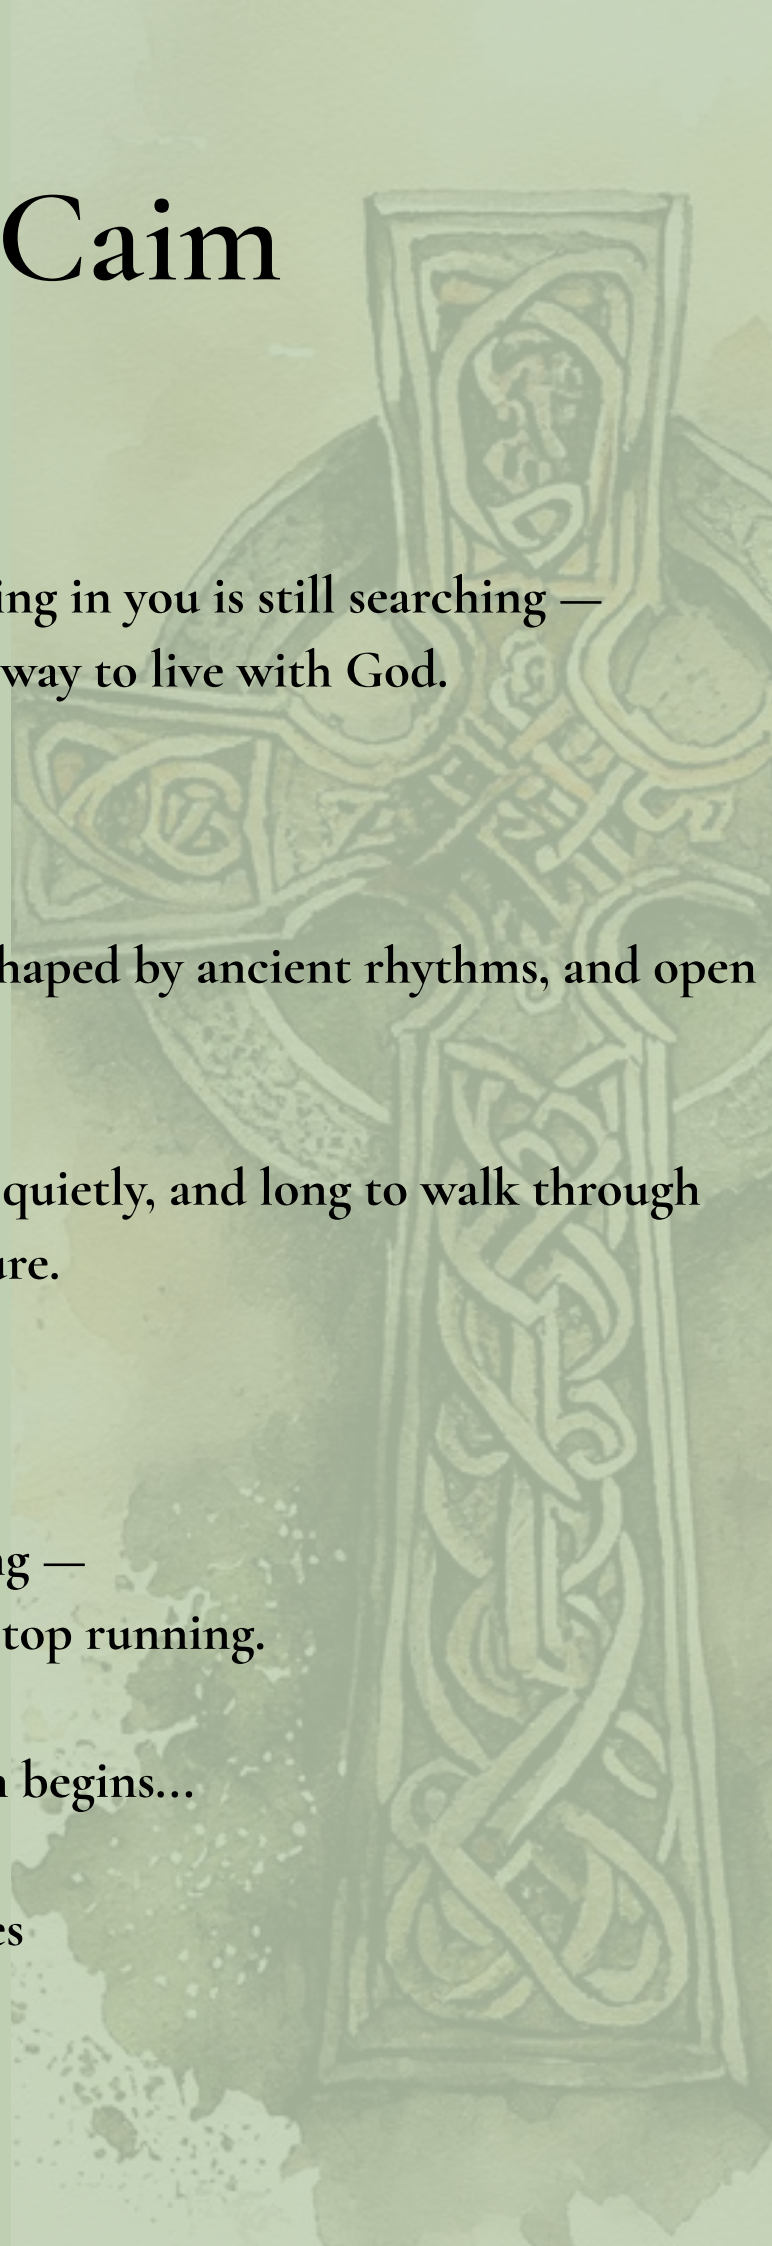 Caim
ing in you is still searching —
way to live with God.
haped by ancient rhythms, and open
quietly, and long to walk through
ure.
ng —
top running.
begins...
es